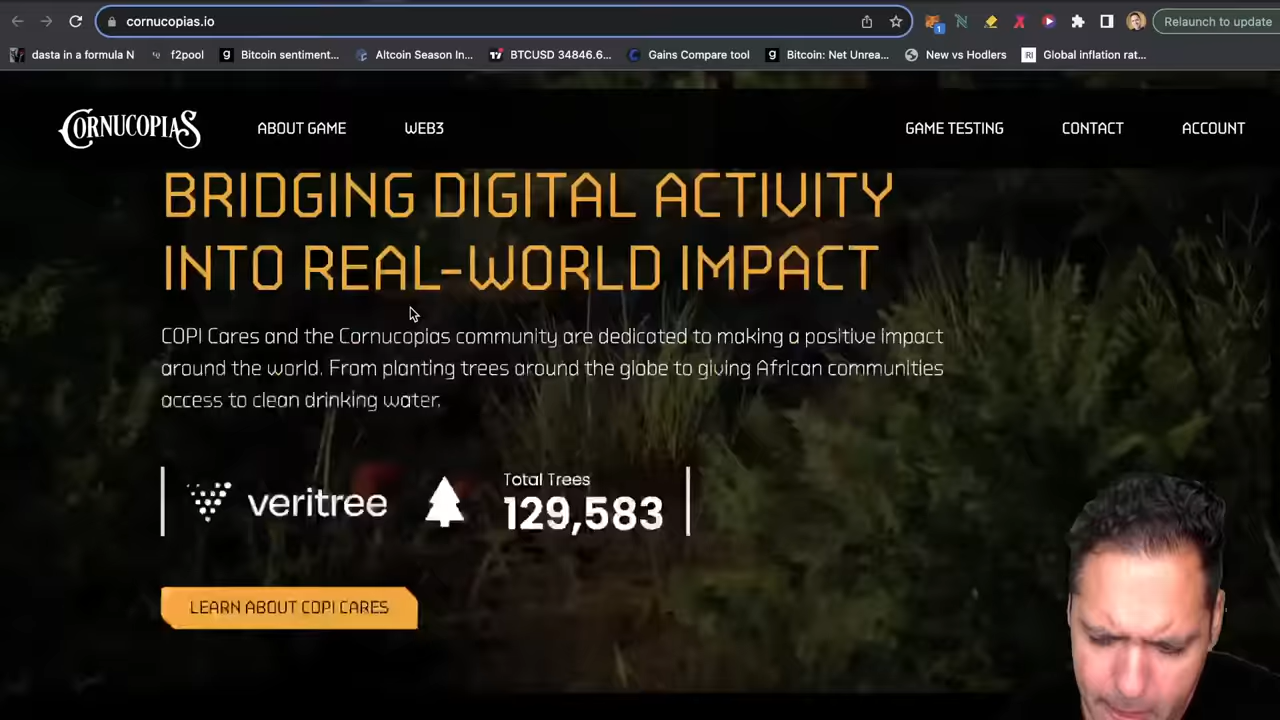 cornucopias.io
Relaunch to update
dasta in a formula N
f2pool
Bitcoin sentiment...
Altcoin Season In...
BTCUSD 34846.6...
Gains Compare tool
Bitcoin: Net Unrea...
New vs Hodlers
RI
Global inflation rat...
CORNUCOPIAS
ABOUT GAME
WEB3
GAME TESTING
CONTACT
ACCOUNT
BRIDGING DIGITAL ACTIVITY
INTO REAL-WORLD IMPACT
COPI Cares and the Cornucopias community are dedicated to making a positive impact
around the world. From planting trees around the globe to giving African communities
access to clean drinking water.
veritree
Total Trees
129,583
LEARN ABOUT COPI CARES